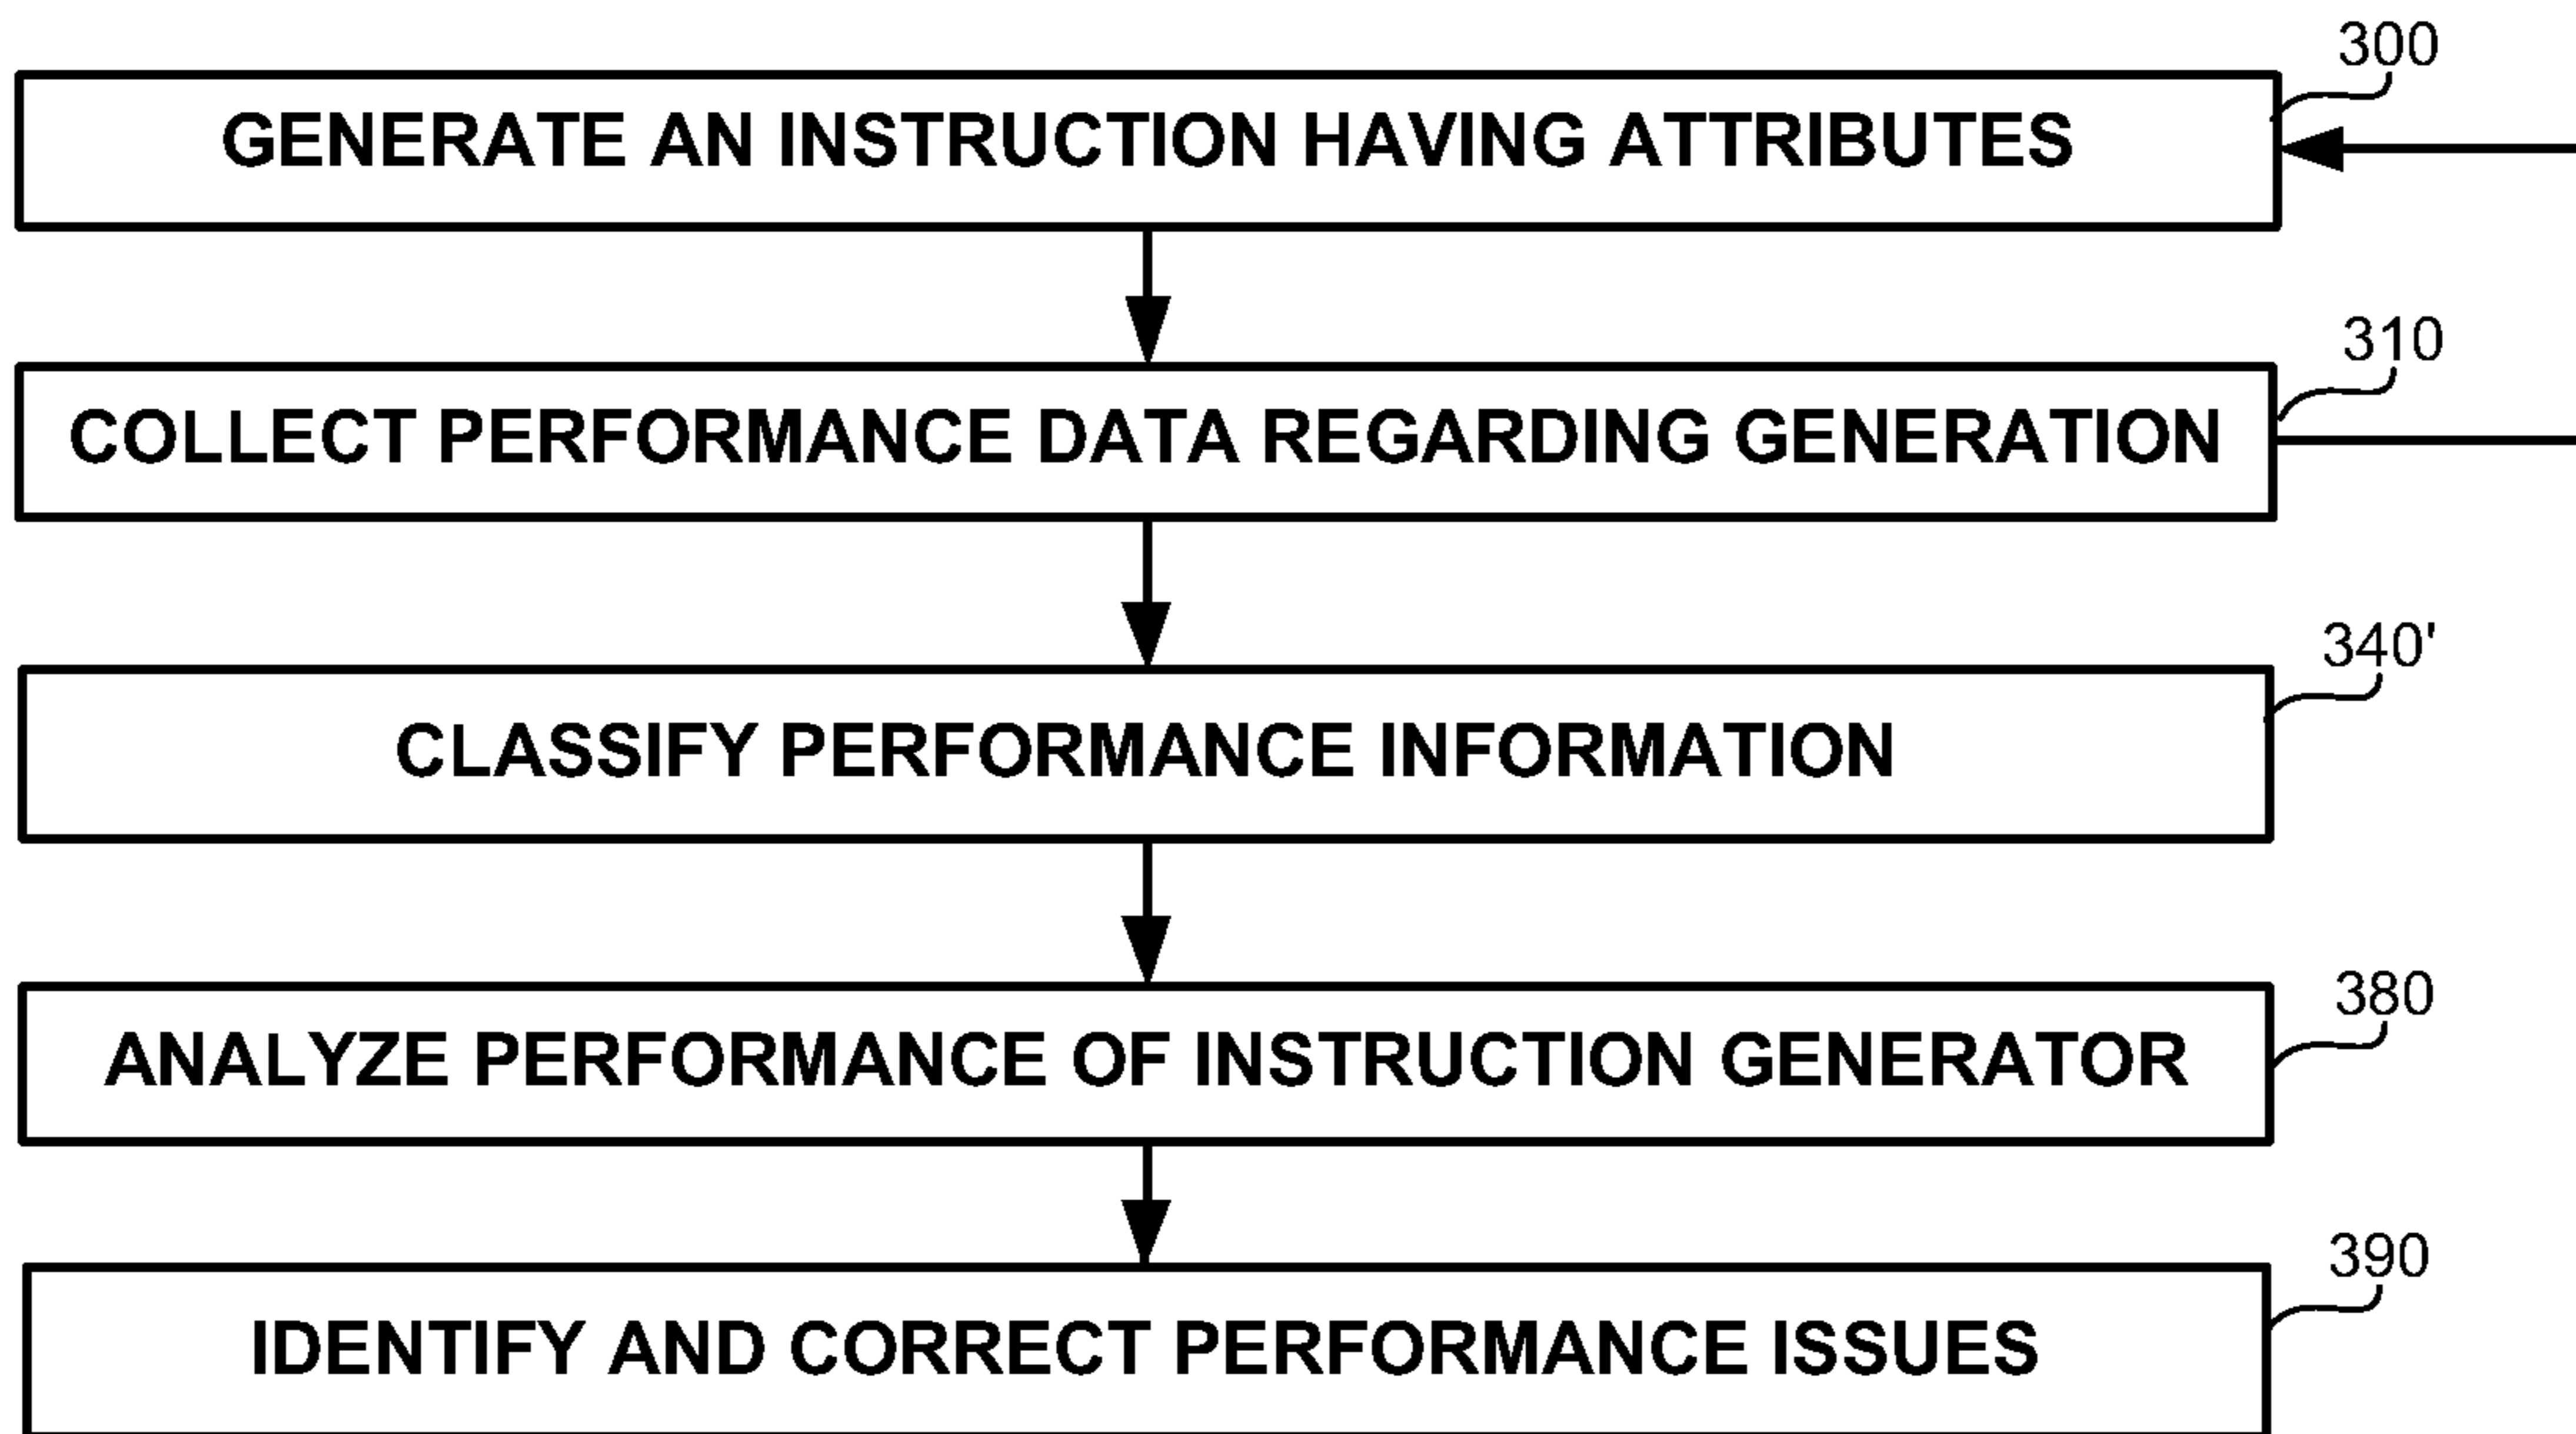 300
GENERATE AN INSTRUCTION HAVING ATTRIBUTES
310
COLLECT PERFORMANCE DATA REGARDING GENERATION
340'
CLASSIFY PERFORMANCE INFORMATION
380
ANALYZE PERFORMANCE OF INSTRUCTION GENERATOR
390
IDENTIFY AND CORRECT PERFORMANCE ISSUES